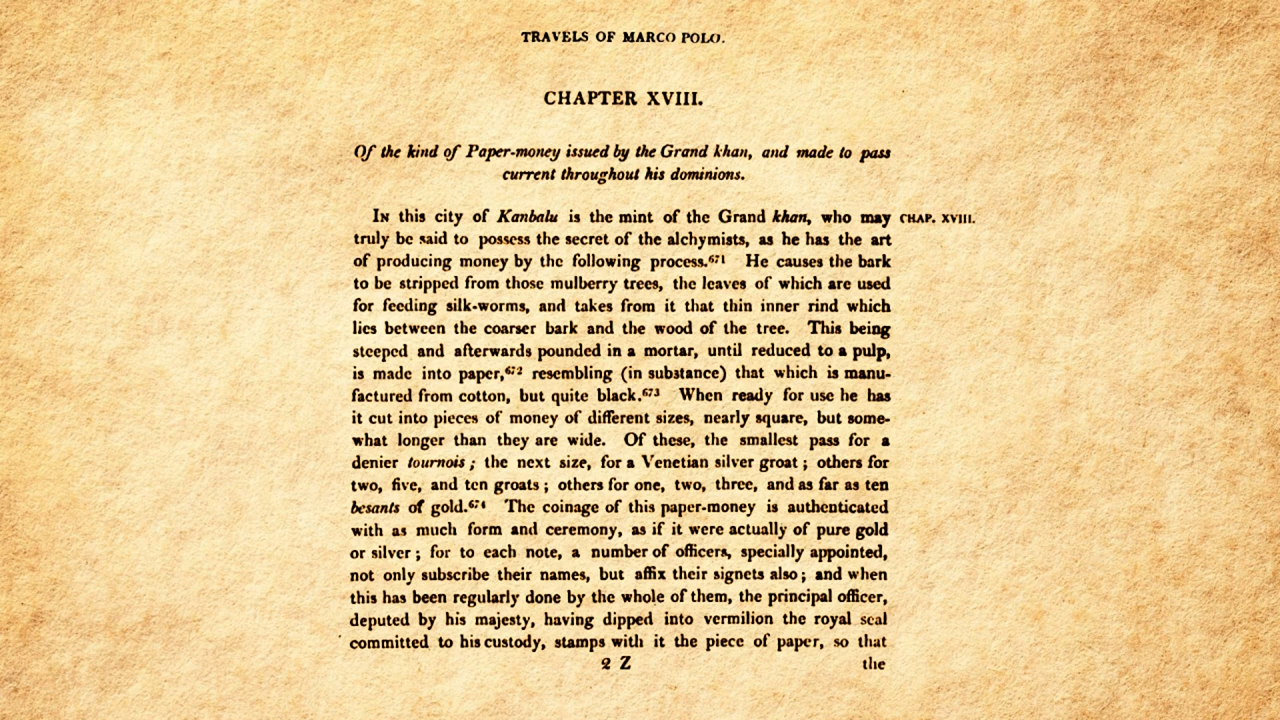 TRAVELS OF MARCO POLO.
CHAPTER XVIII.
Of the kind of Paper-money issued by the Grand khan, and made to pass
current throughout his dominions.
In this city of Kanbalu is the mint of the Grand khan, who may CHAP. XVIII.
truly be said to possess the secret of the alchymists, as he has the art
of producing money by the following process.⁶⁷¹ He causes the bark
to be stripped from those mulberry trees, the leaves of which are used
for feeding silk-worms, and takes from it that thin inner rind which
lies between the coarser bark and the wood of the tree. This being
steeped and afterwards pounded in a mortar, until reduced to a pulp,
is made into paper,⁶⁷² resembling (in substance) that which is manu-
factured from cotton, but quite black.⁶⁷³ When ready for use he has
it cut into pieces of money of different sizes, nearly square, but some-
what longer than they are wide. Of these, the smallest pass for a
denier tournois; the next size, for a Venetian silver groat; others for
two, five, and ten groats; others for one, two, three, and as far as ten
besants of gold.⁶⁷⁴ The coinage of this paper-money is authenticated
with as much form and ceremony, as if it were actually of pure gold
or silver; for to each note, a number of officers, specially appointed,
not only subscribe their names, but affix their signets also; and when
this has been regularly done by the whole of them, the principal officer,
deputed by his majesty, having dipped into vermilion the royal seal
committed to his custody, stamps with it the piece of paper, so that
2 Z the